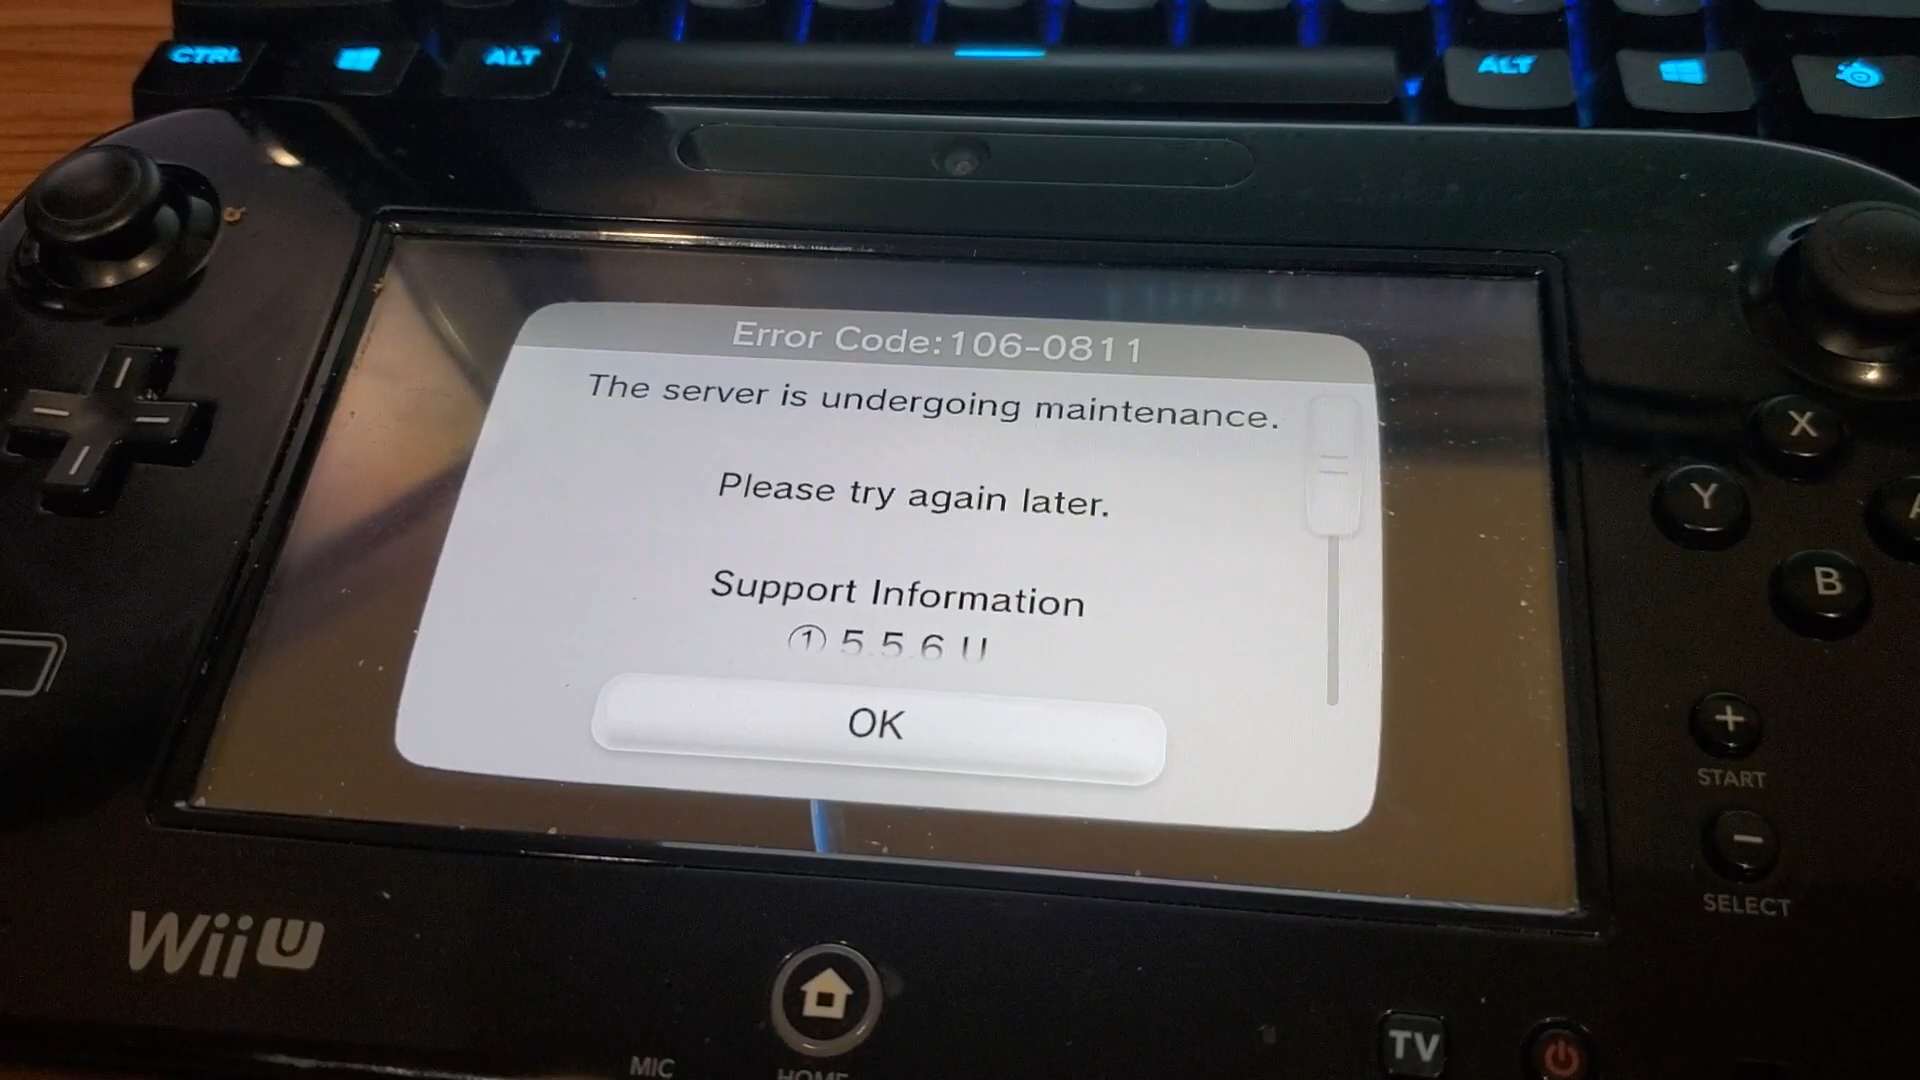 CTRL
ALT
ALT
Error Code:106-0811
The server is undergoing maintenance.
Please try again later.
Support Information
① 5.5.6 U
OK
X
Y
B
+
START
−
SELECT
WiiU
TV
MIC
HOME